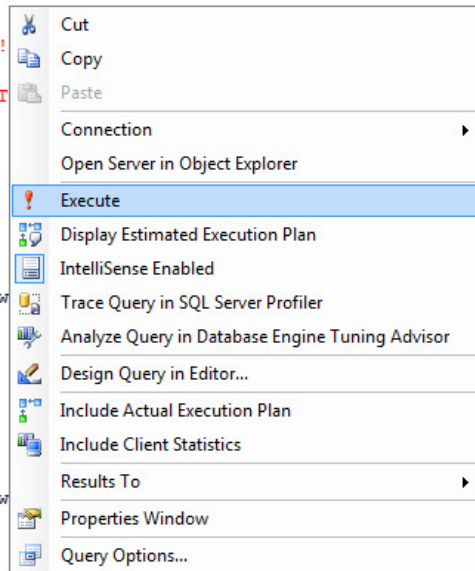 !
Cut
Copy
T
Paste
Connection
Open Server in Object Explorer
Execute
Display Estimated Execution Plan
IntelliSense Enabled
w
Trace Query in SQL Server Profiler
Analyze Query in Database Engine Tuning Advisor
Design Query in Editor...
Include Actual Execution Plan
Include Client Statistics
Results To
w
Properties Window
Query Options...